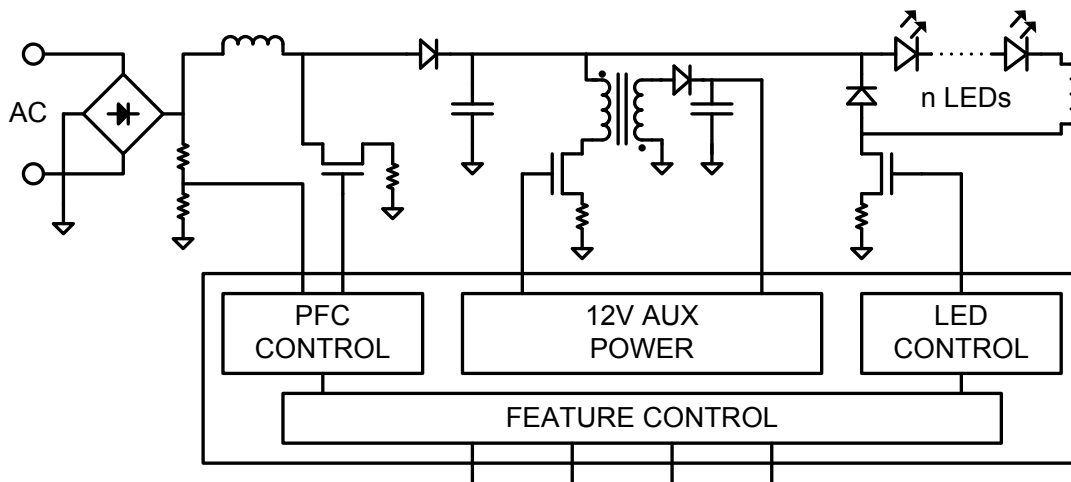 AC
n LEDs
PFC
CONTROL
12V AUX
POWER
LED
CONTROL
FEATURE CONTROL